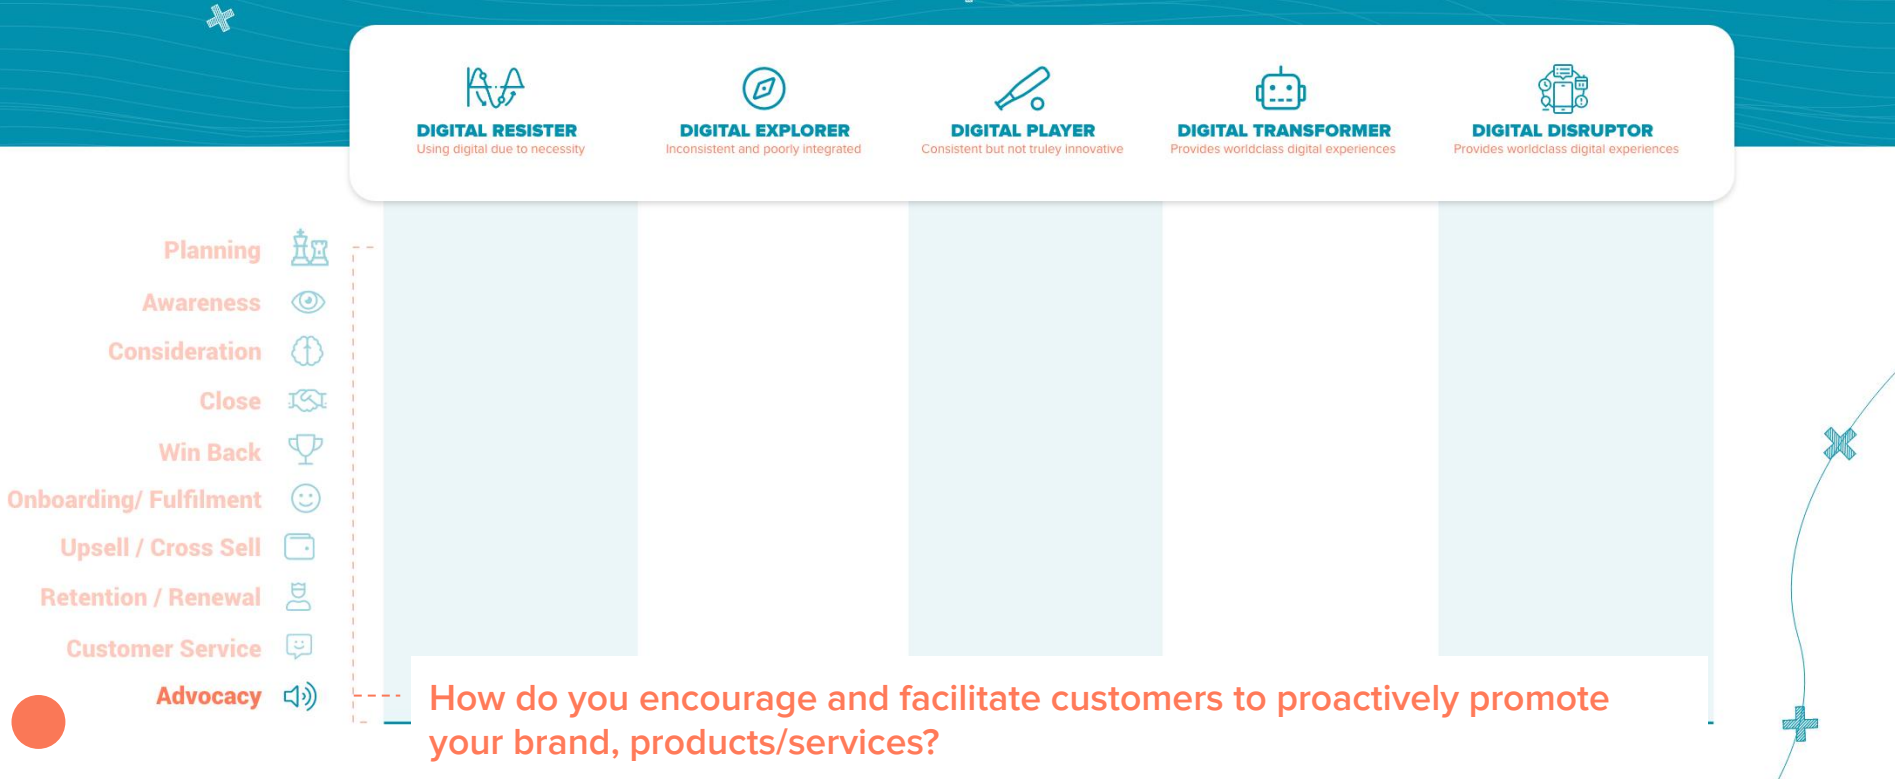 DIGITAL RESISTER
Using digital due to necessity
DIGITAL EXPLORER
Inconsistent and poorly integrated
DIGITAL PLAYER
Consistent but not truley innovative
DIGITAL TRANSFORMER
Provides worldclass digital experiences
DIGITAL DISRUPTOR
Provides worldclass digital experiences
Planning
Awareness
Consideration
Close
Win Back
Onboarding/ Fulfilment
Upsell / Cross Sell
Retention / Renewal
Customer Service
Advocacy
How do you encourage and facilitate customers to proactively promote
your brand, products/services?